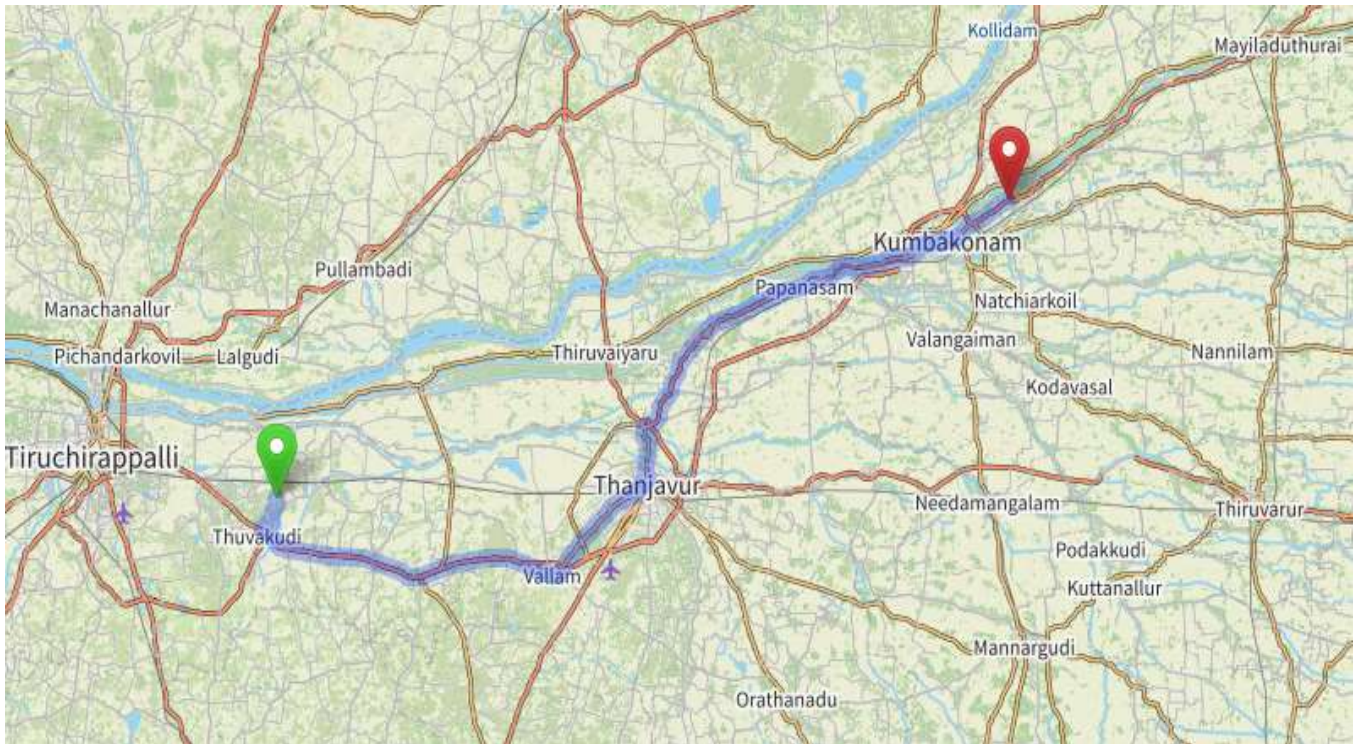 Kollidam
Mayiladuthurai
Kumbakonam
Pullambadi
Papanasam
Natchiarkoil
Manachanallur
Valangaiman
Pichandarkovil
Lalgudi
Thiruvaiyaru
Nannilam
Kodavasal
Tiruchirappalli
Thanjavur
Needamangalam
Thiruvarur
Thuvakudi
Podakkudi
Vallam
Kuttanallur
Mannargudi
Orathanadu